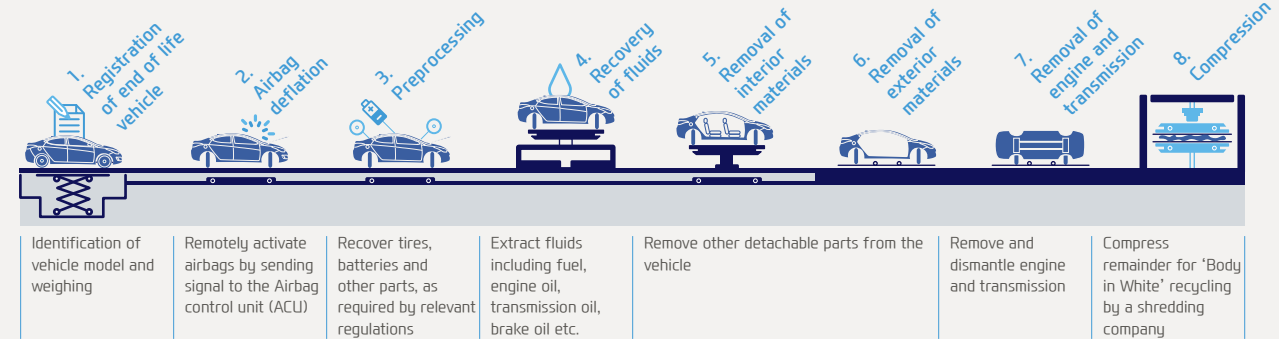 1.
Registration
of end of life
vehicle
2.
Airbag
deflation
3.
Preprocessing
4.
Recovery
of fluids
5.
Removal of
interior
materials
6.
Removal of
exterior
materials
7.
Removal of
engine and
transmission
8.
Compression
Identification of
vehicle model and
weighing
Remotely activate
airbags by sending
signal to the Airbag
control unit (ACU)
Recover tires,
batteries and
other parts, as
required by relevant
regulations
Extract fluids
including fuel,
engine oil,
transmission oil,
brake oil etc.
Remove other detachable parts from the
vehicle
Remove and
dismantle engine
and transmission
Compress
remainder for ‘Body
in White’ recycling
by a shredding
company